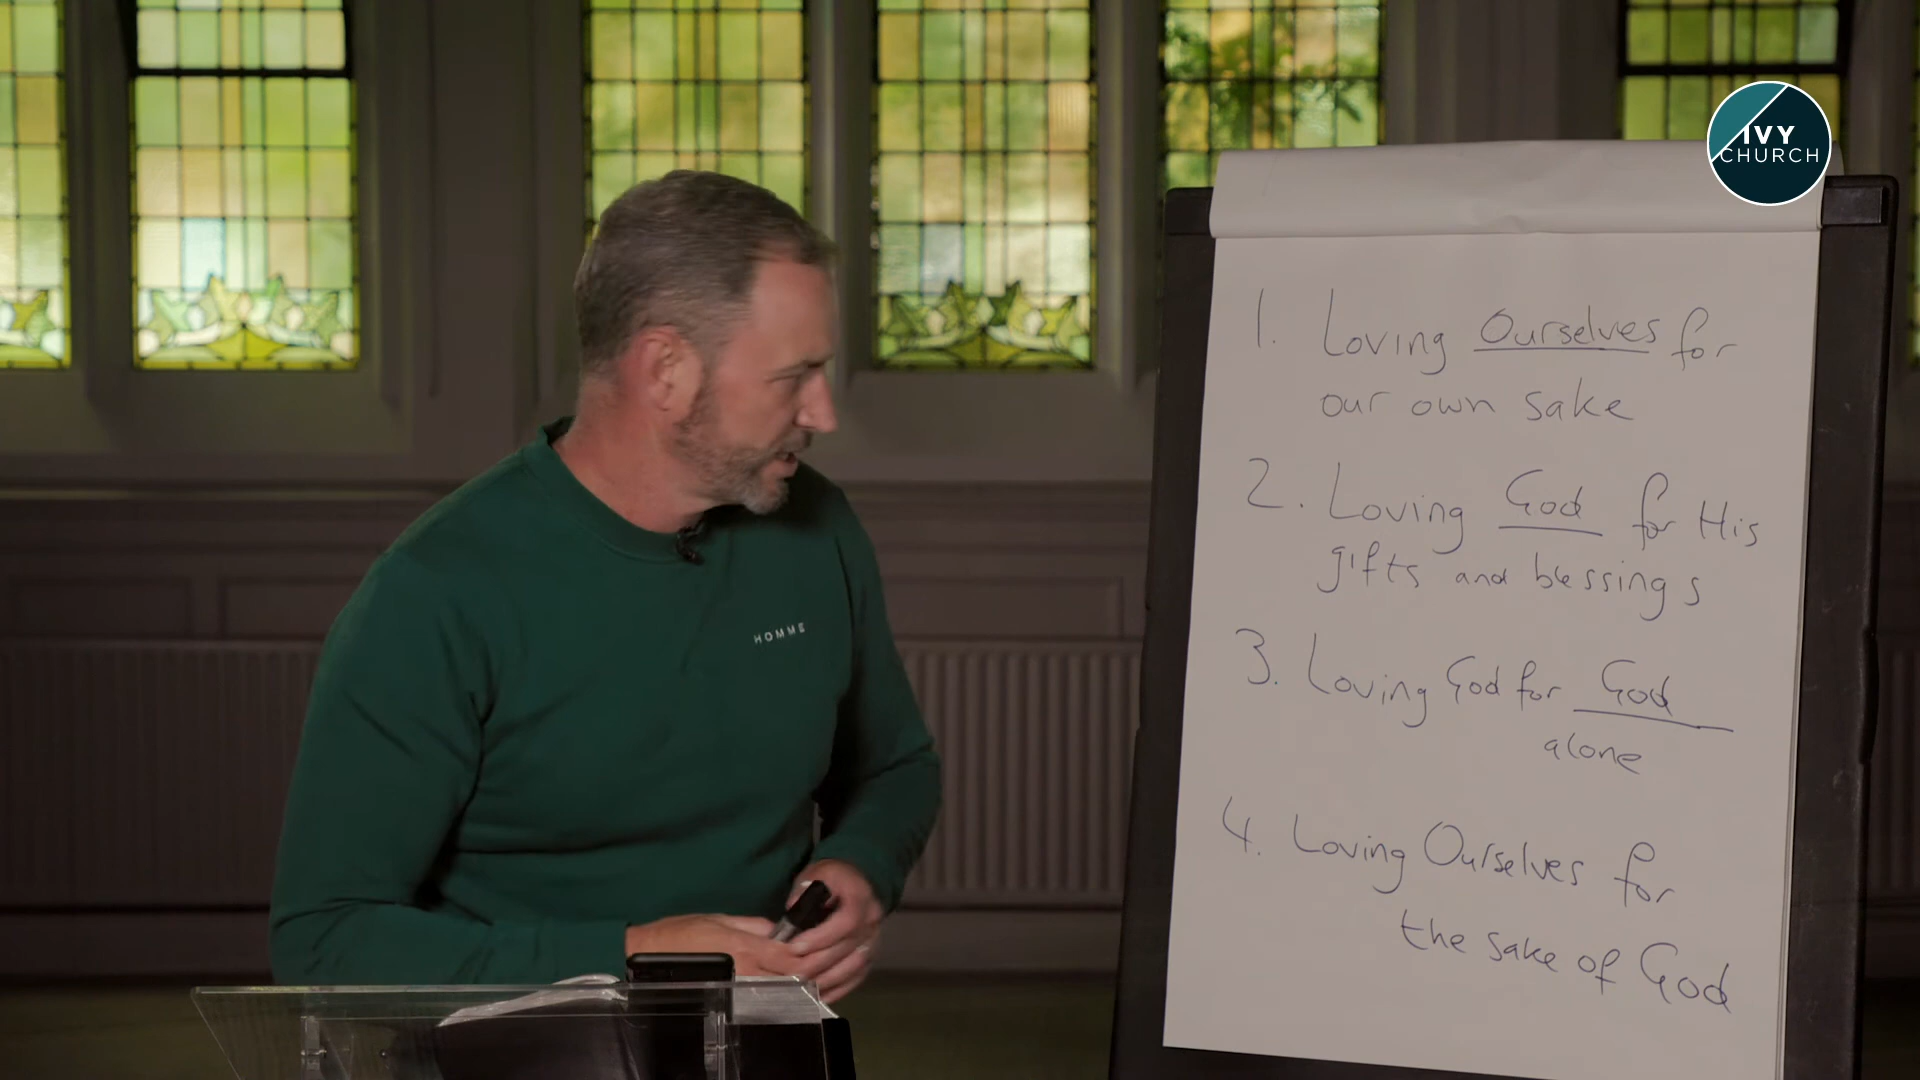 IVY
CHURCH
1. Loving Ourselves for
our own sake
2. Loving God for His
gifts and blessings
3. Loving God for God
alone
4. Loving Ourselves for
the sake of God
HOMME